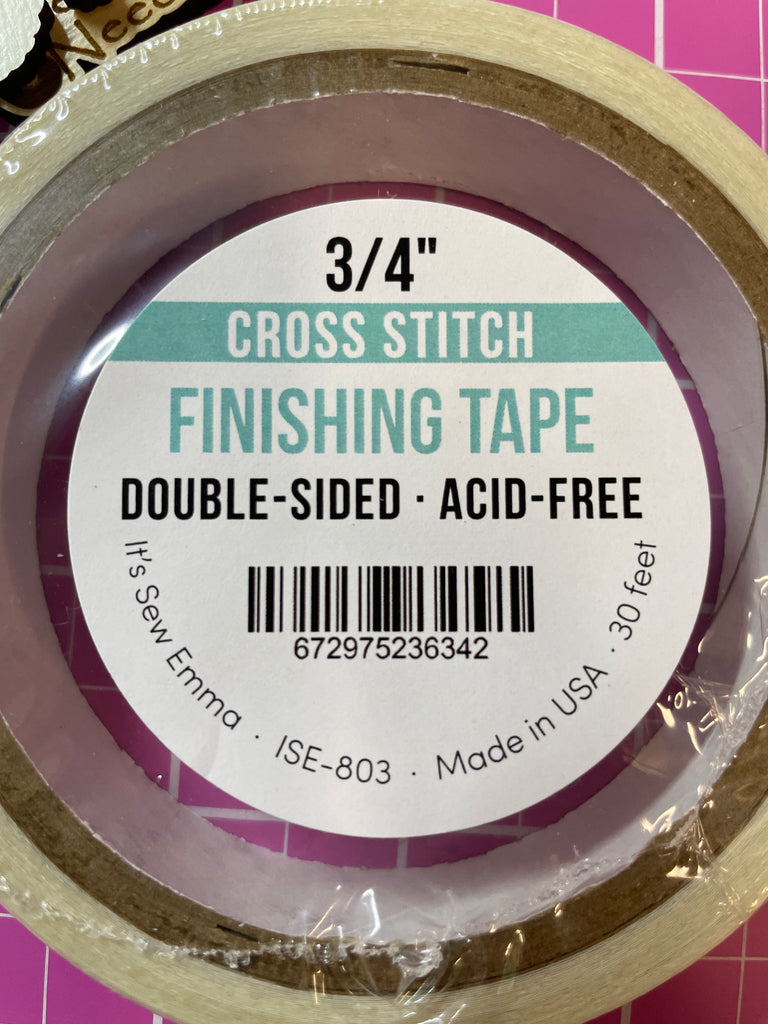 3/4"
CROSS STITCH
FINISHING TAPE
DOUBLE-SIDED · ACID-FREE
672975236342
It's Sew Emma · ISE-803 · Made in USA · 30 feet